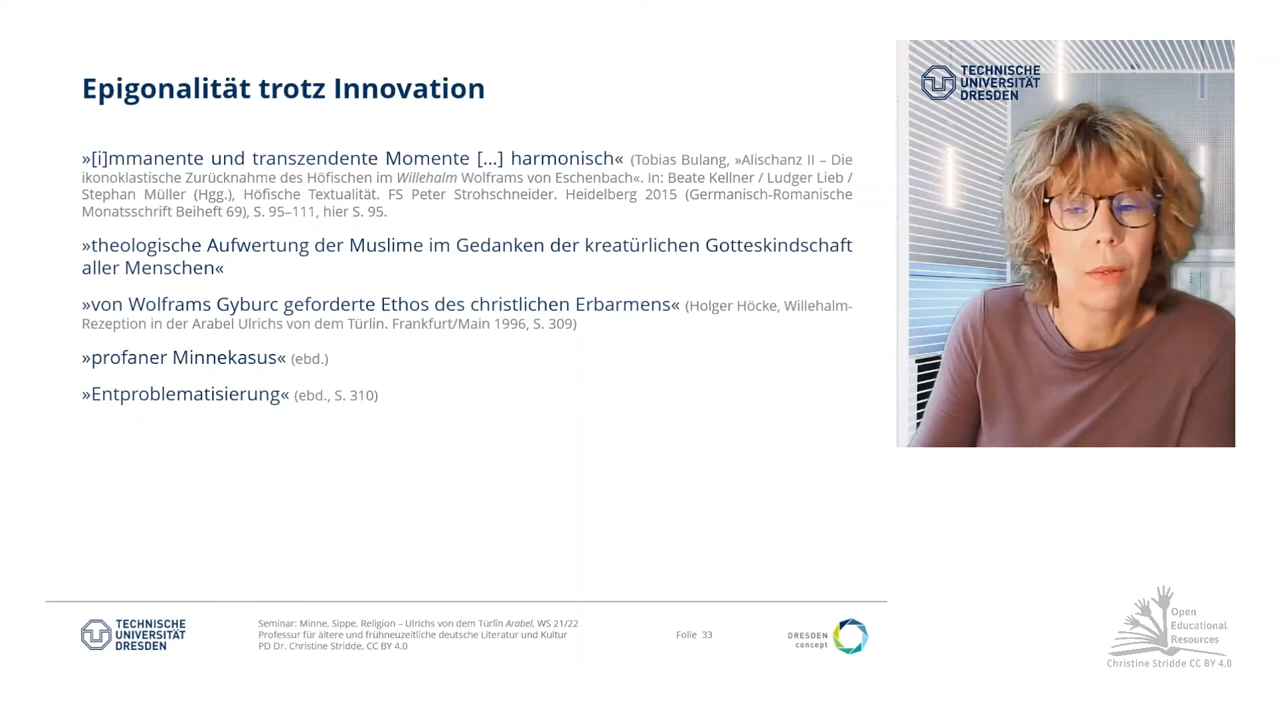 Epigonalität trotz Innovation
»[i]mmanente und transzendente Momente [...] harmonisch« (Tobias Bulang, »Alischanz II – Die
ikonoklastische Zurücknahme des Höfischen im Willehalm Wolframs von Eschenbach«. In: Beate Kellner / Ludger Lieb /
Stephan Müller (Hgg.), Höfische Textualität. FS Peter Strohschneider. Heidelberg 2015 (Germanisch-Romanische
Monatsschrift Beiheft 69), S. 95–111, hier S. 95.
»theologische Aufwertung der Muslime im Gedanken der kreatürlichen Gotteskindschaft
aller Menschen«
»von Wolframs Gyburc geforderte Ethos des christlichen Erbarmens« (Holger Höcke, Willehalm-
Rezeption in der Arabel Ulrichs von dem Türlin. Frankfurt/Main 1996, S. 309)
»profaner Minnekasus« (ebd.)
»Entproblematisierung« (ebd., S. 310)
TECHNISCHE
UNIVERSITÄT
DRESDEN
TECHNISCHE
UNIVERSITÄT
DRESDEN
Seminar: Minne, Sippe, Religion – Ulrichs von dem Türlîn Arabel, WS 21/22
Professur für ältere und frühneuzeitliche deutsche Literatur und Kultur
PD Dr. Christine Stridde, CC BY 4.0
Folie 33
DRESDEN
concept
Open
Educational
Resources
Christine Stridde CC BY 4.0